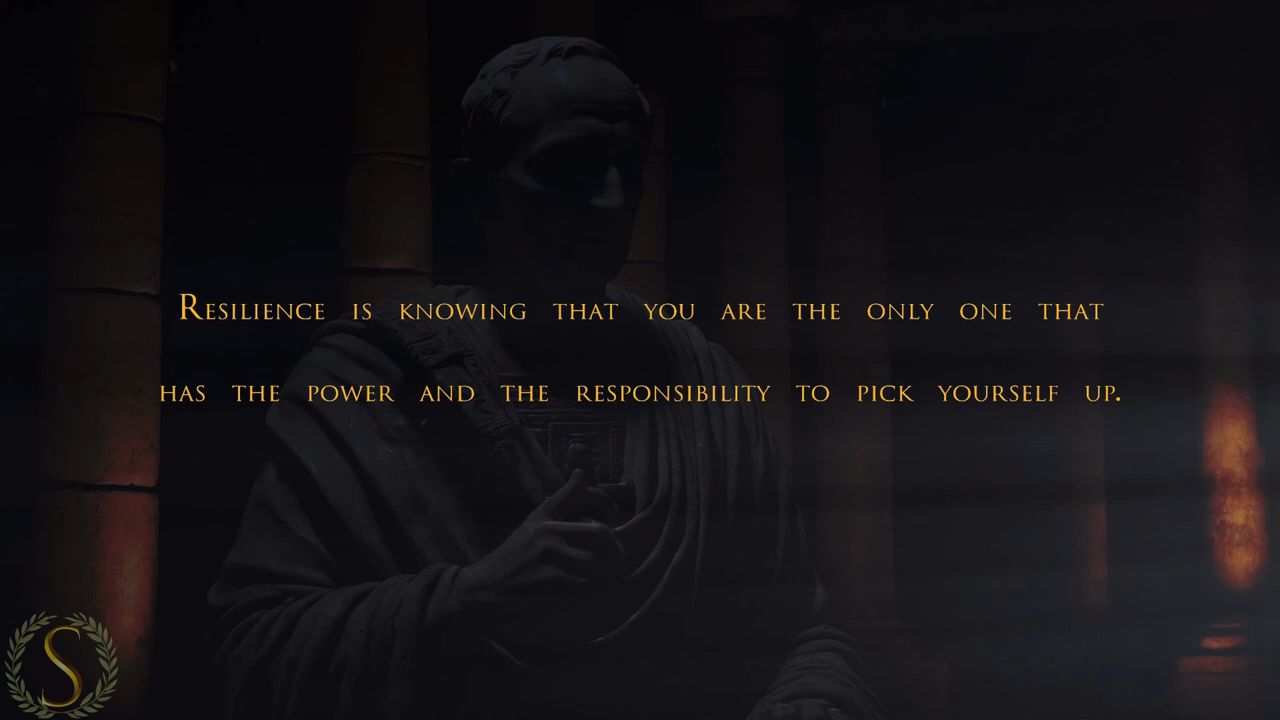 Resilience is knowing that you are the only one that
has the power and the responsibility to pick yourself up.
S